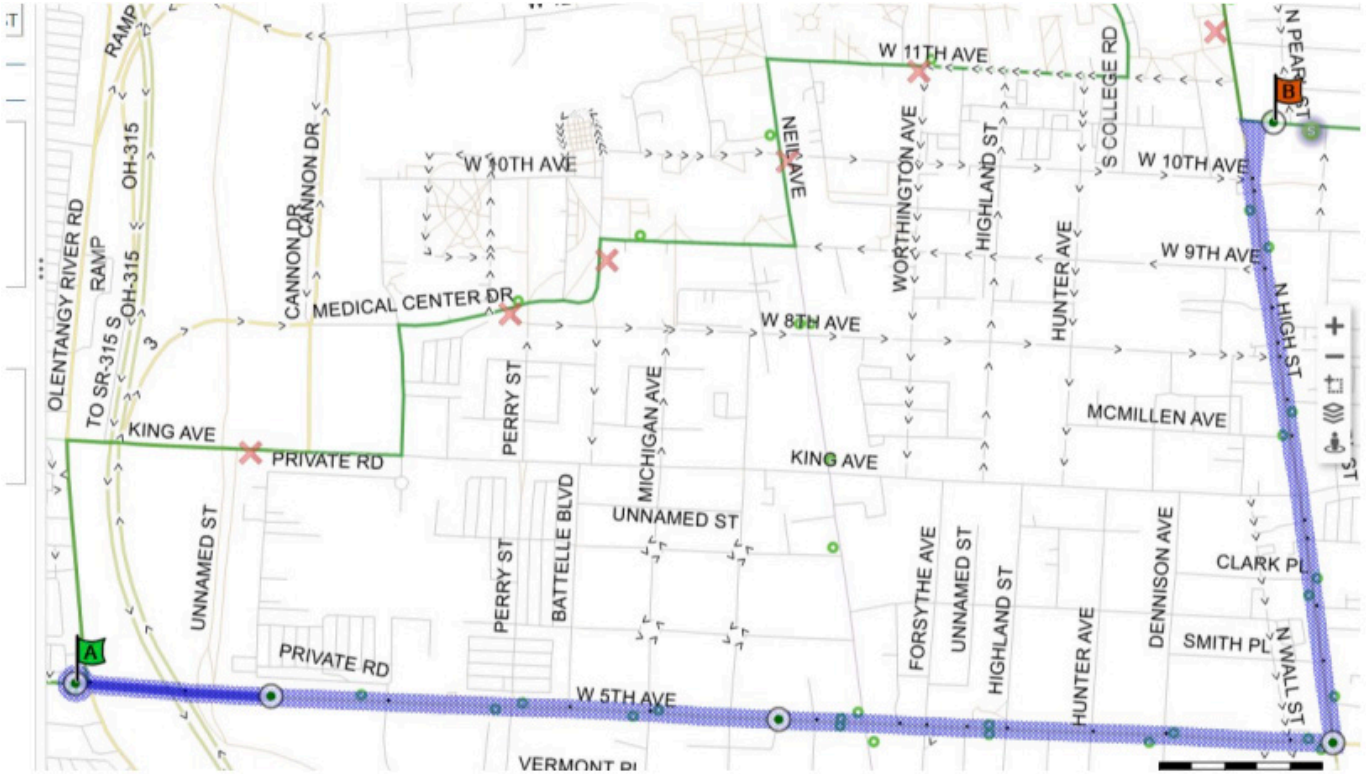 RAMP
N PEARL ST
W 11TH AVE
S COLLEGE RD
B
OH-315
CANNON DR
W 10TH AVE
NEIL AVE
WORTHINGTON AVE
HIGHLAND ST
W 10TH AVE
OLENTANGY RIVER RD
RAMP
CANNON DR
HUNTER AVE
W 9TH AVE
OH-315
MEDICAL CENTER DR
W 8TH AVE
N HIGH ST
TO SR-315 S
3
PERRY ST
MICHIGAN AVE
MCMILLEN AVE
KING AVE
PRIVATE RD
KING AVE
ST
UNNAMED ST
UNNAMED ST
PERRY ST
BATTELLE BLVD
FORSYTHE AVE
UNNAMED ST
HIGHLAND ST
HUNTER AVE
DENNISON AVE
CLARK PL
SMITH PL
N WALL ST
A
PRIVATE RD
W 5TH AVE
VERMONT PL